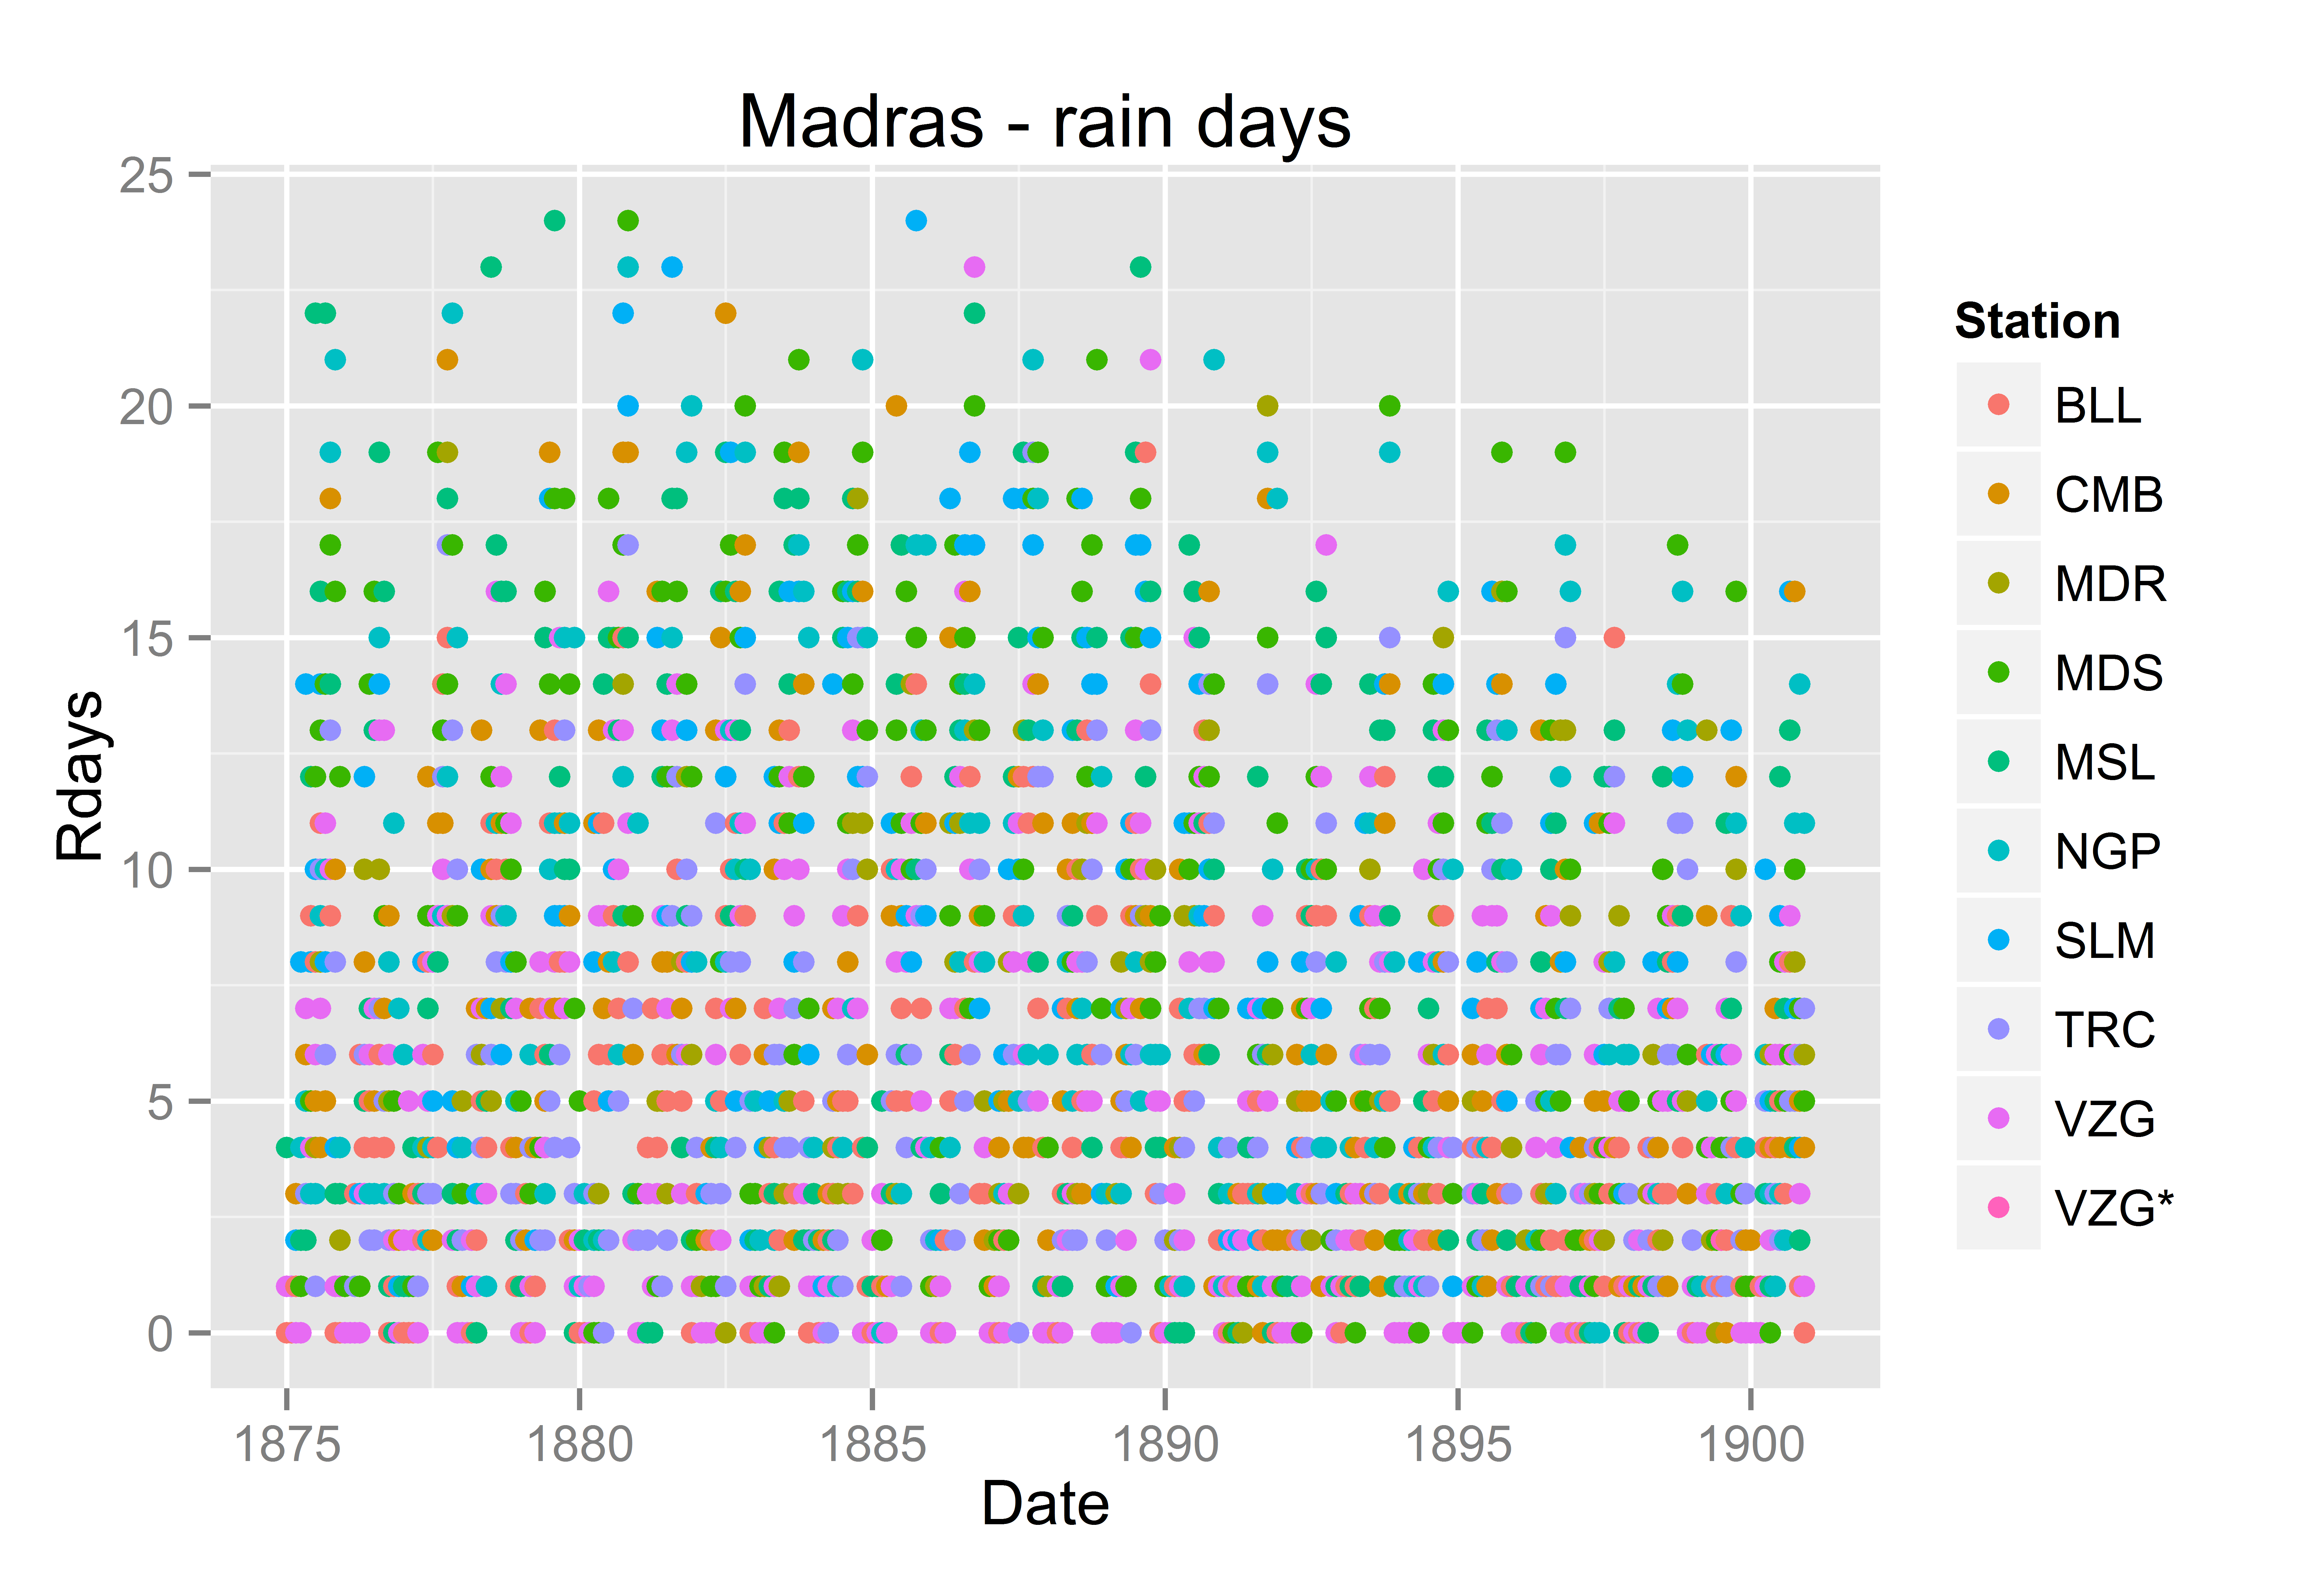 Madras - rain days
25
20
15
10
5
0
Rdays
1875 1880 1885 1890 1895 1900
Date
Station
BLL
CMB
MDR
MDS
MSL
NGP
SLM
TRC
VZG
VZG*